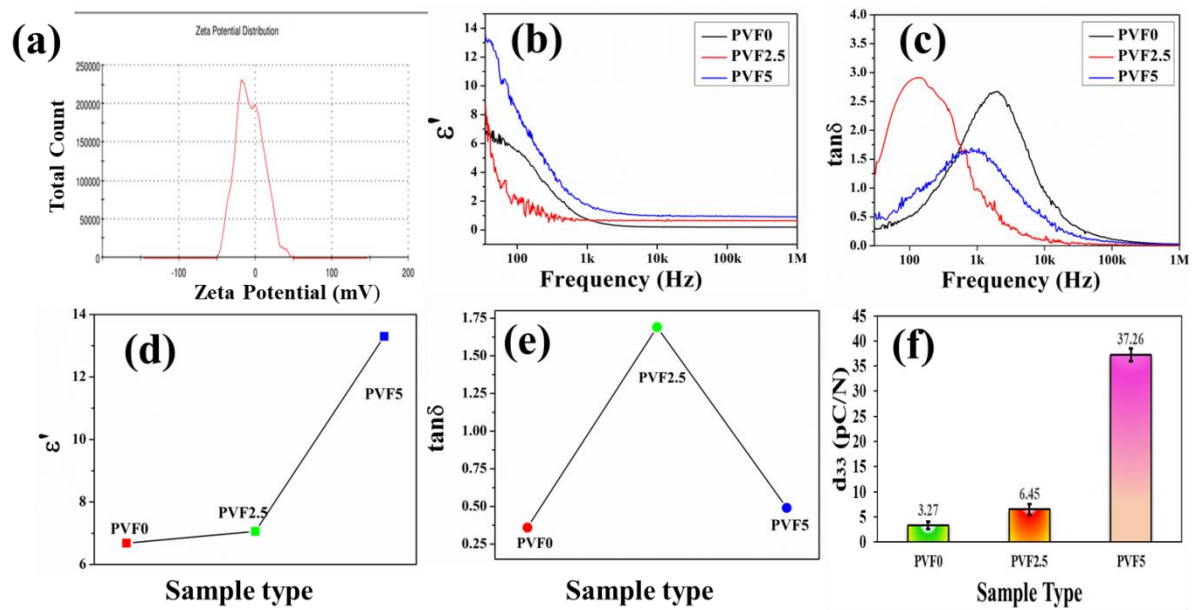 (a)
Zeta Potential Distribution
250000
200000
150000
100000
50000
0
-100
0
100
200
Total Count
Zeta Potential (mV)
(b)
PVF0
PVF2.5
PVF5
14
12
10
8
6
4
2
0
ε'
100
1k
10k
100k
1M
Frequency (Hz)
(c)
PVF0
PVF2.5
PVF5
4.0
3.5
3.0
2.5
2.0
1.5
1.0
0.5
0.0
tanδ
100
1k
10k
100k
1M
Frequency (Hz)
(d)
14
12
10
8
6
ε'
PVF0
PVF2.5
PVF5
Sample type
(e)
1.75
1.50
1.25
1.00
0.75
0.50
0.25
tanδ
PVF0
PVF2.5
PVF5
Sample type
(f)
45
40
35
30
25
20
15
10
5
0
d₃₃ (pC/N)
3.27
6.45
37.26
PVF0
PVF2.5
PVF5
Sample Type